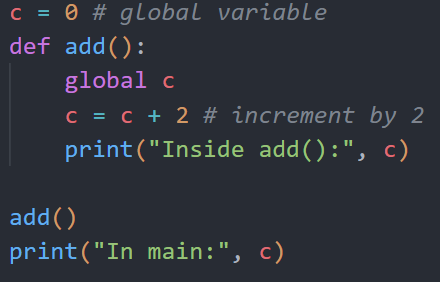 c = 0 # global variable
def add():
    global c
    c = c + 2 # increment by 2
    print("Inside add():", c)

add()
print("In main:", c)